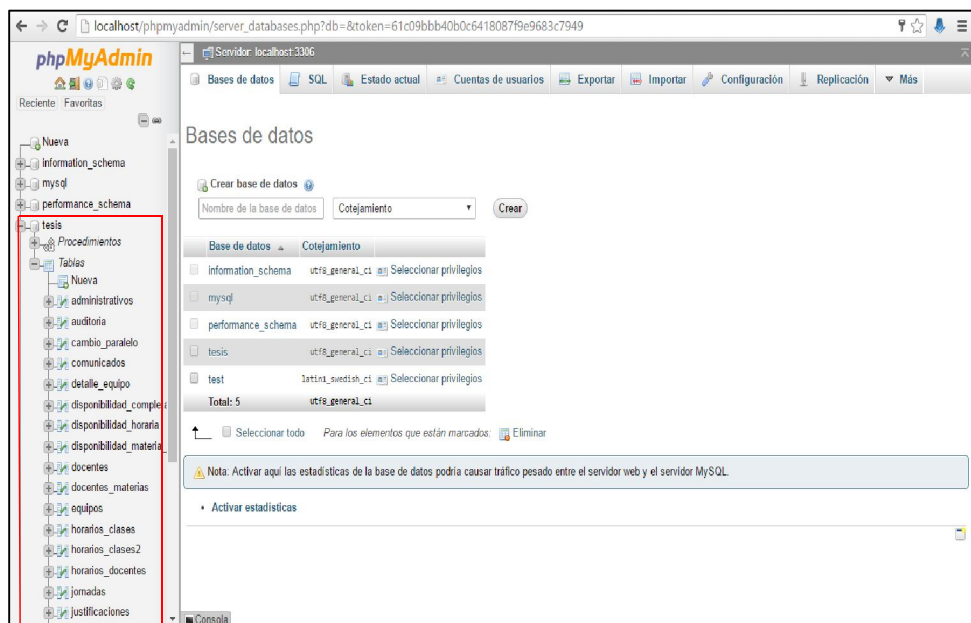 localhost/phpmyadmin/server_databases.php?db=&token=61c09bbb40b0c6418087f9e9683c7949
phpMyAdmin
Reciente Favoritas
Nueva
information_schema
mysql
performance_schema
tesis
Procedimientos
Tablas
Nueva
administrativos
auditoria
cambio_paralelo
comunicados
detalle_equipo
disponibilidad_completa
disponibilidad_horaria
disponibilidad_materia_
docentes
docentes_materias
equipos
horarios_clases
horarios_clases2
horarios_docentes
jornadas
justificaciones
Servidor: localhost:3306
Bases de datos SQL Estado actual Cuentas de usuarios Exportar Importar Configuración Replicación Más
Bases de datos
Crear base de datos
Nombre de la base de datos Cotejamiento Crear
Base de datos Cotejamiento
information_schema utf8_general_ci Seleccionar privilegios
mysql utf8_general_ci Seleccionar privilegios
performance_schema utf8_general_ci Seleccionar privilegios
tesis utf8_general_ci Seleccionar privilegios
test latin1_swedish_ci Seleccionar privilegios
Total: 5 utf8_general_ci
Seleccionar todo Para los elementos que están marcados: Eliminar
Nota: Activar aquí las estadísticas de la base de datos podría causar tráfico pesado entre el servidor web y el servidor MySQL.
Activar estadísticas
Consola